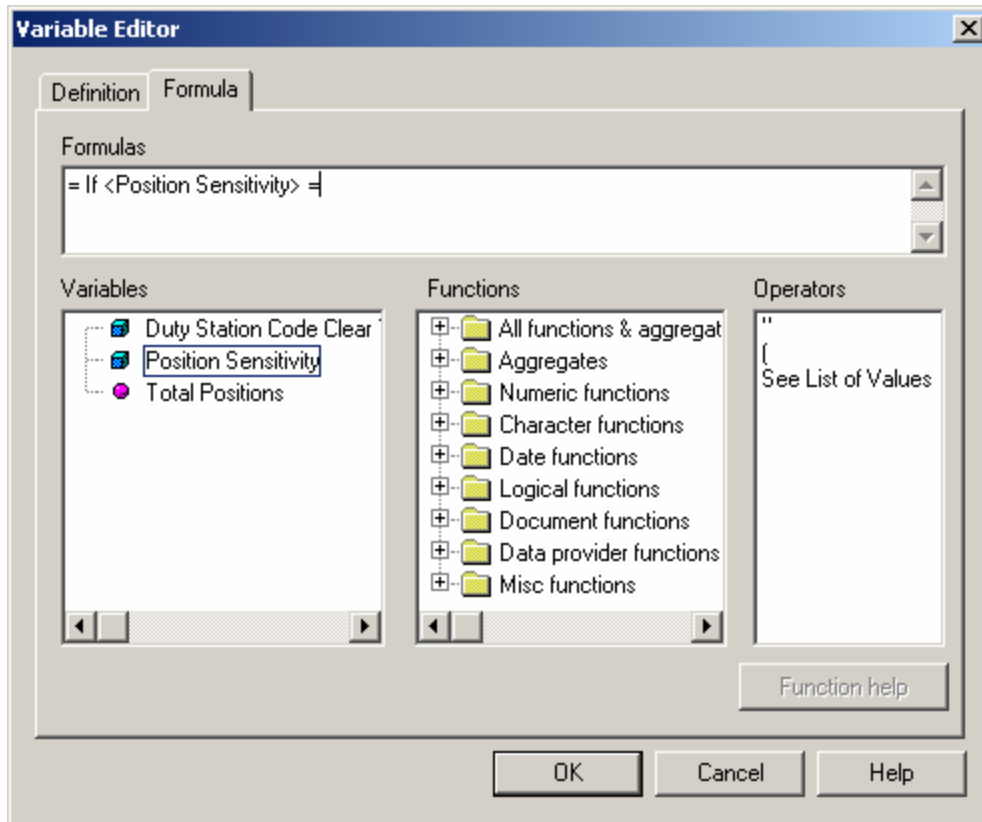 Variable Editor
Definition
Formula
Formulas
= If <Position Sensitivity> =
Variables
Functions
Operators
Duty Station Code Clear
Position Sensitivity
Total Positions
All functions & aggregat
Aggregates
Numeric functions
Character functions
Date functions
Logical functions
Document functions
Data provider functions
Misc functions
"
(
See List of Values
Function help
OK
Cancel
Help